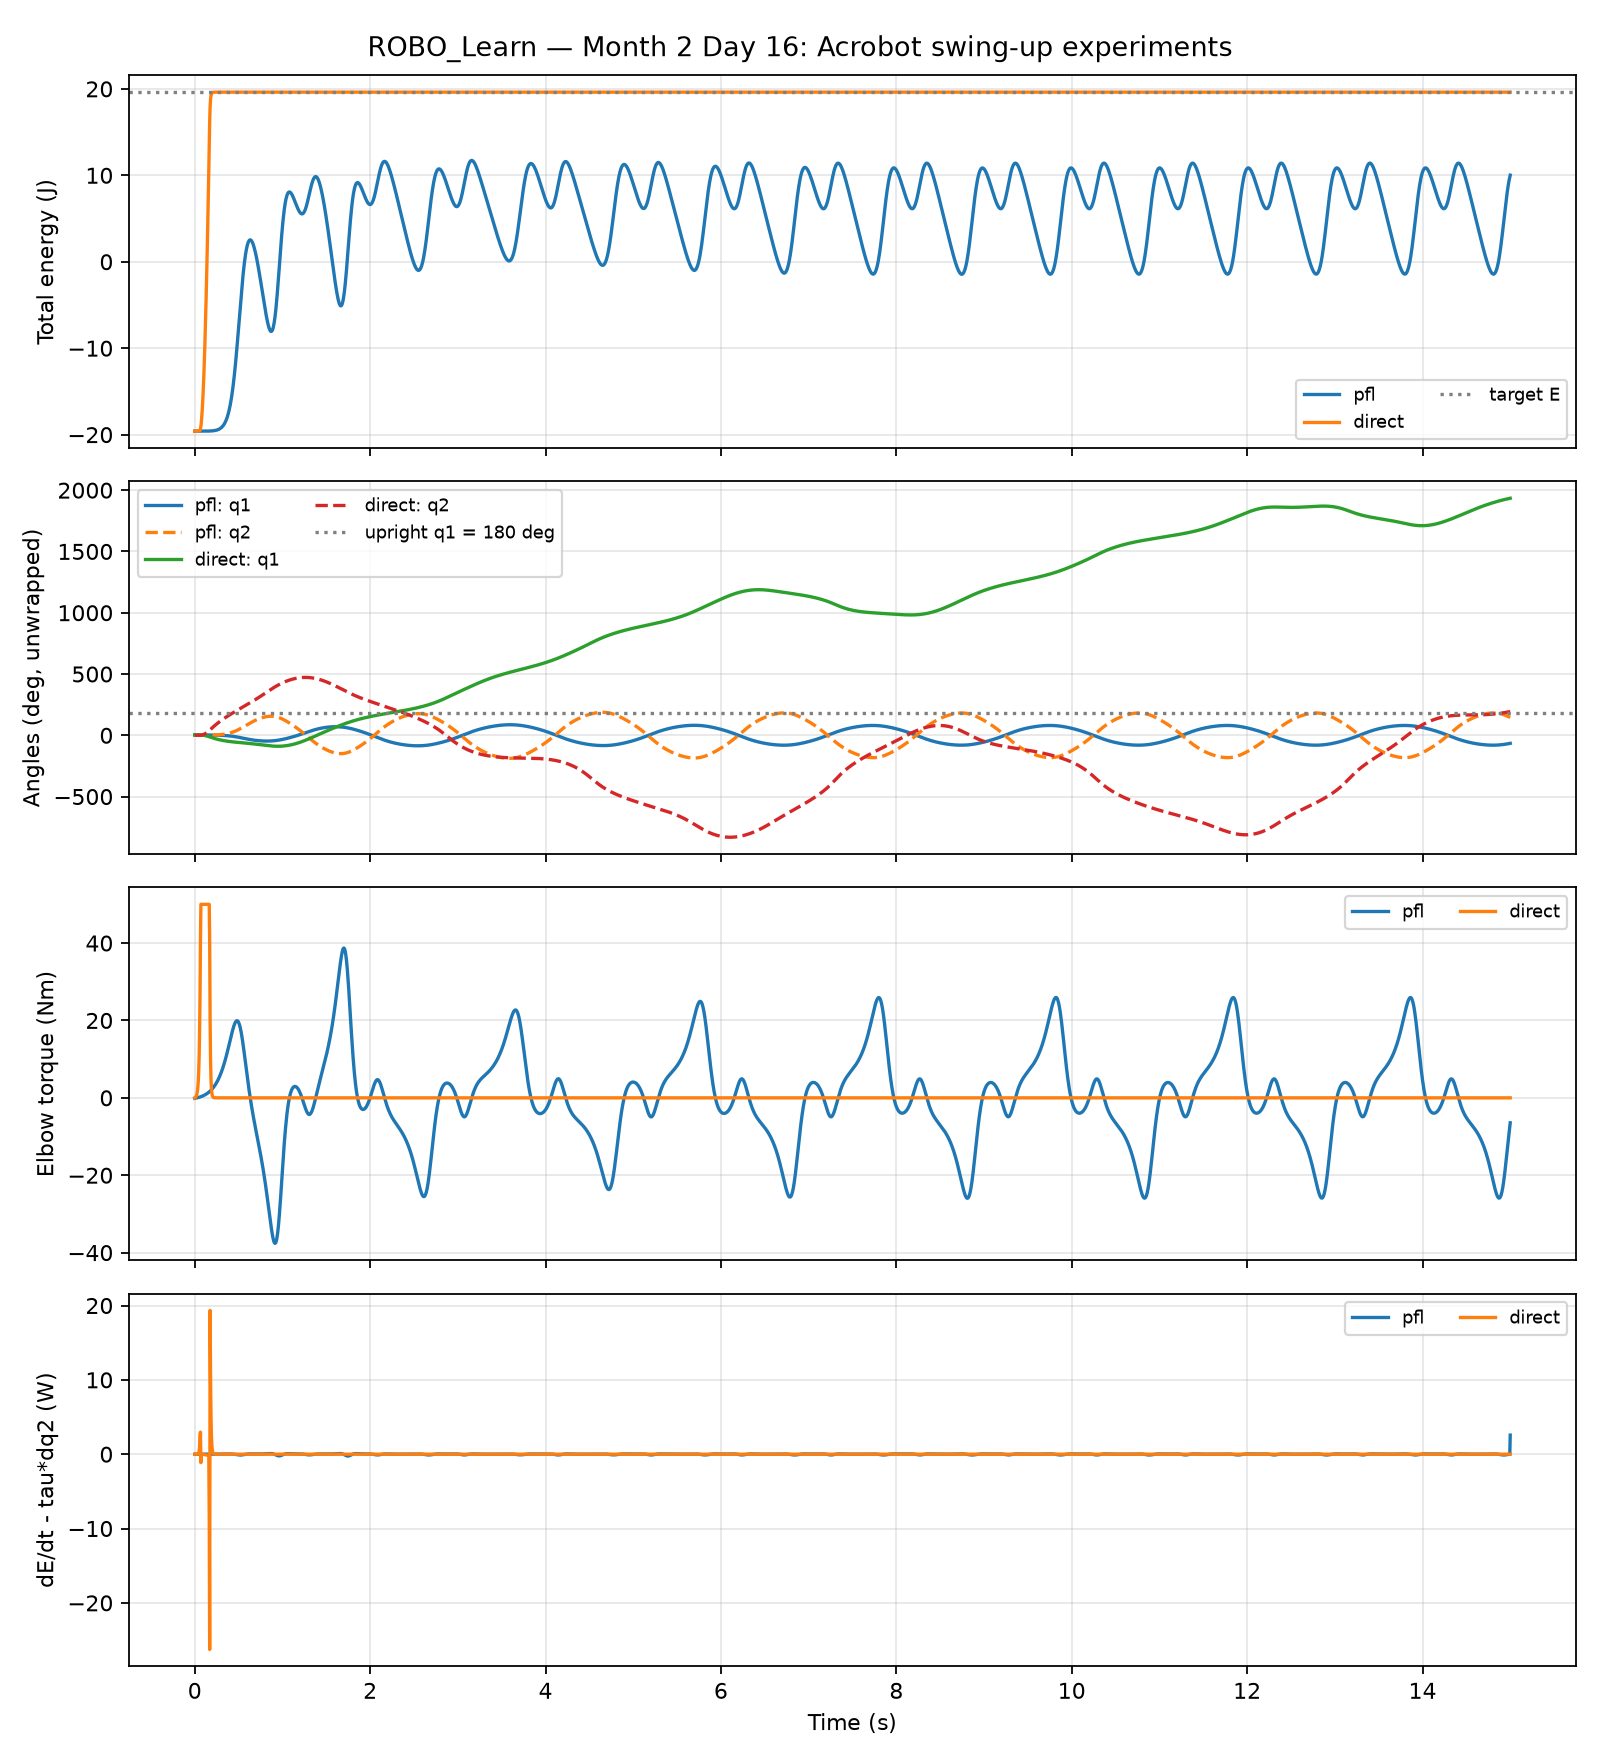 ROBO_Learn — Month 2 Day 16: Acrobot swing-up experiments
Total energy (J)
20
10
0
−10
−20
pfl
direct
target E
Angles (deg, unwrapped)
2000
1500
1000
500
0
−500
pfl: q1
pfl: q2
direct: q1
direct: q2
upright q1 = 180 deg
Elbow torque (Nm)
40
20
0
−20
−40
pfl
direct
dE/dt - tau*dq2 (W)
20
10
0
−10
−20
pfl
direct
0
2
4
6
8
10
12
14
Time (s)